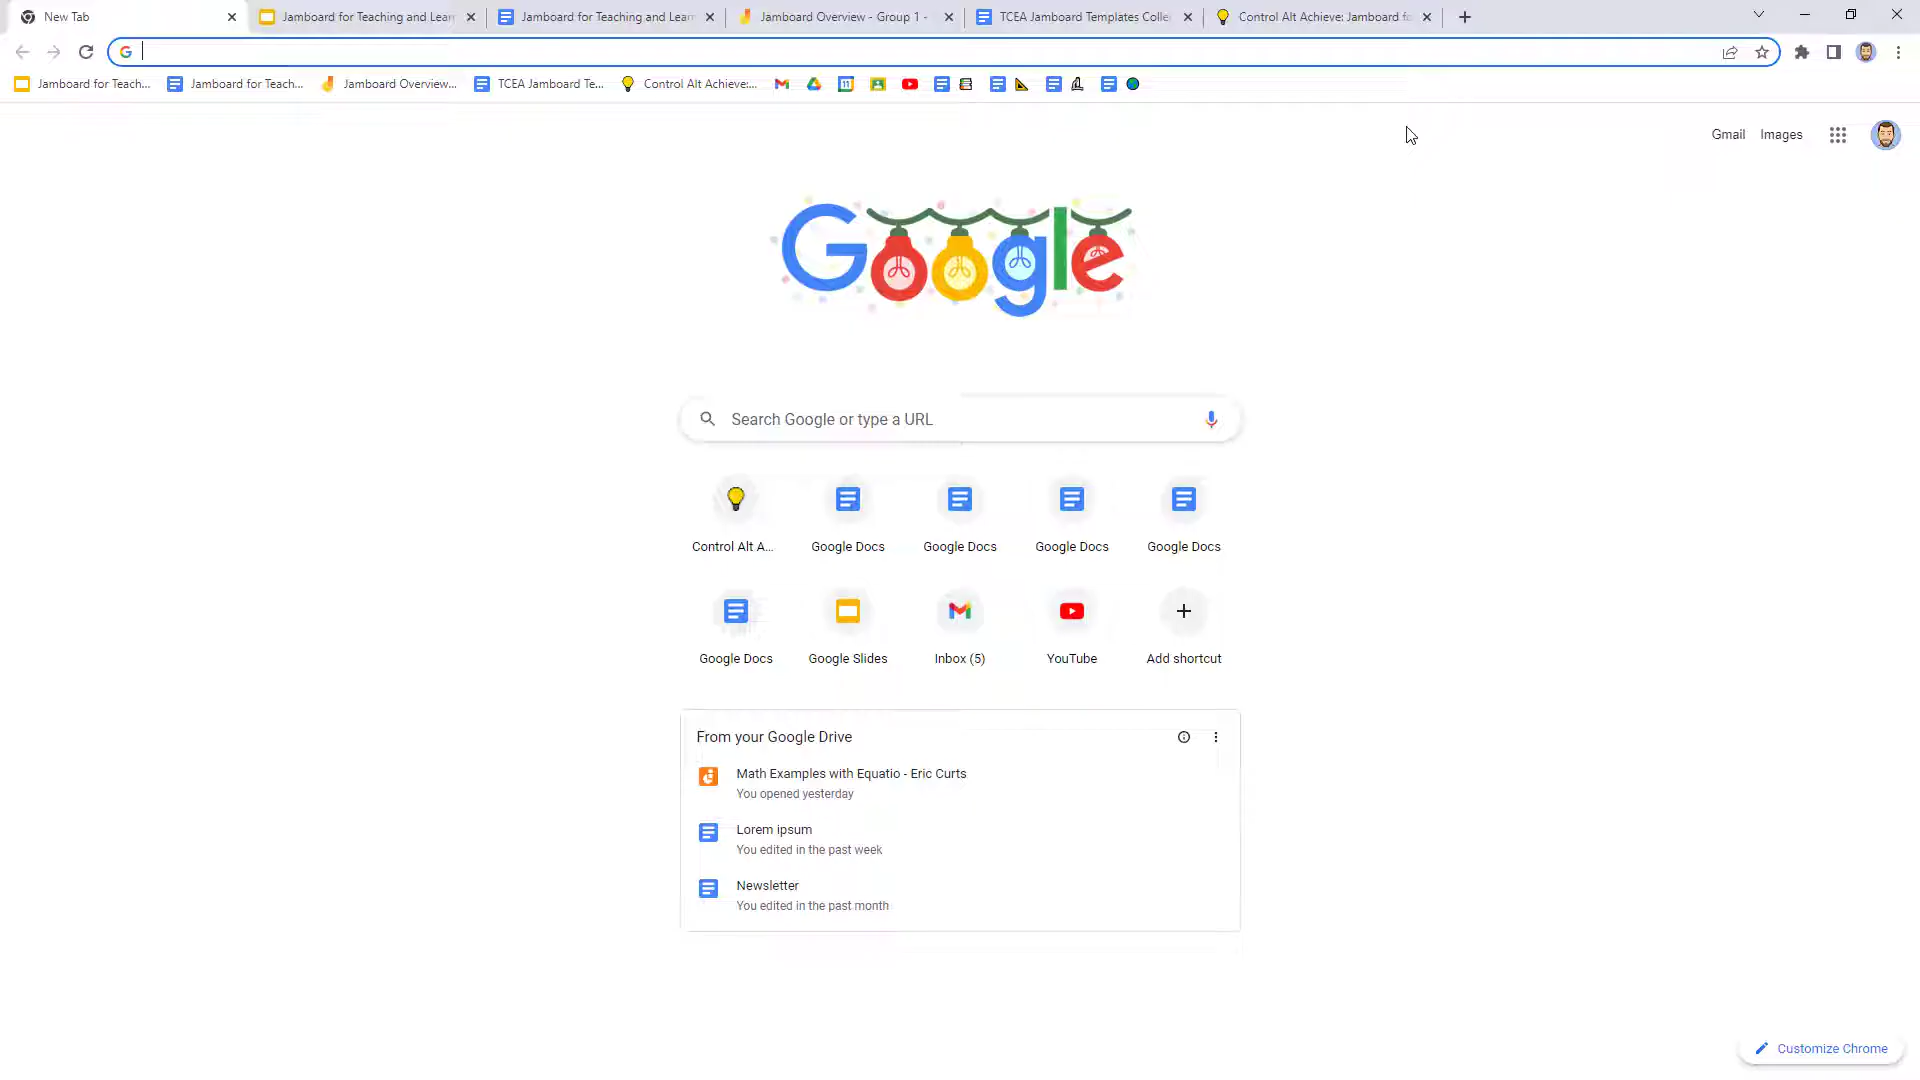 New Tab
Jamboard for Teaching and Lear
Jamboard for Teaching and Lear
Jamboard Overview - Group 1 -
TCEA Jamboard Templates Colle
Control Alt Achieve: Jamboard fo
Jamboard for Teach...
Jamboard for Teach...
Jamboard Overview...
TCEA Jamboard Te...
Control Alt Achieve:...
Gmail
Images
Google
Search Google or type a URL
Control Alt A...
Google Docs
Google Docs
Google Docs
Google Docs
Google Docs
Google Slides
Inbox (5)
YouTube
Add shortcut
From your Google Drive
Math Examples with Equatio - Eric Curts
You opened yesterday
Lorem ipsum
You edited in the past week
Newsletter
You edited in the past month
Customize Chrome